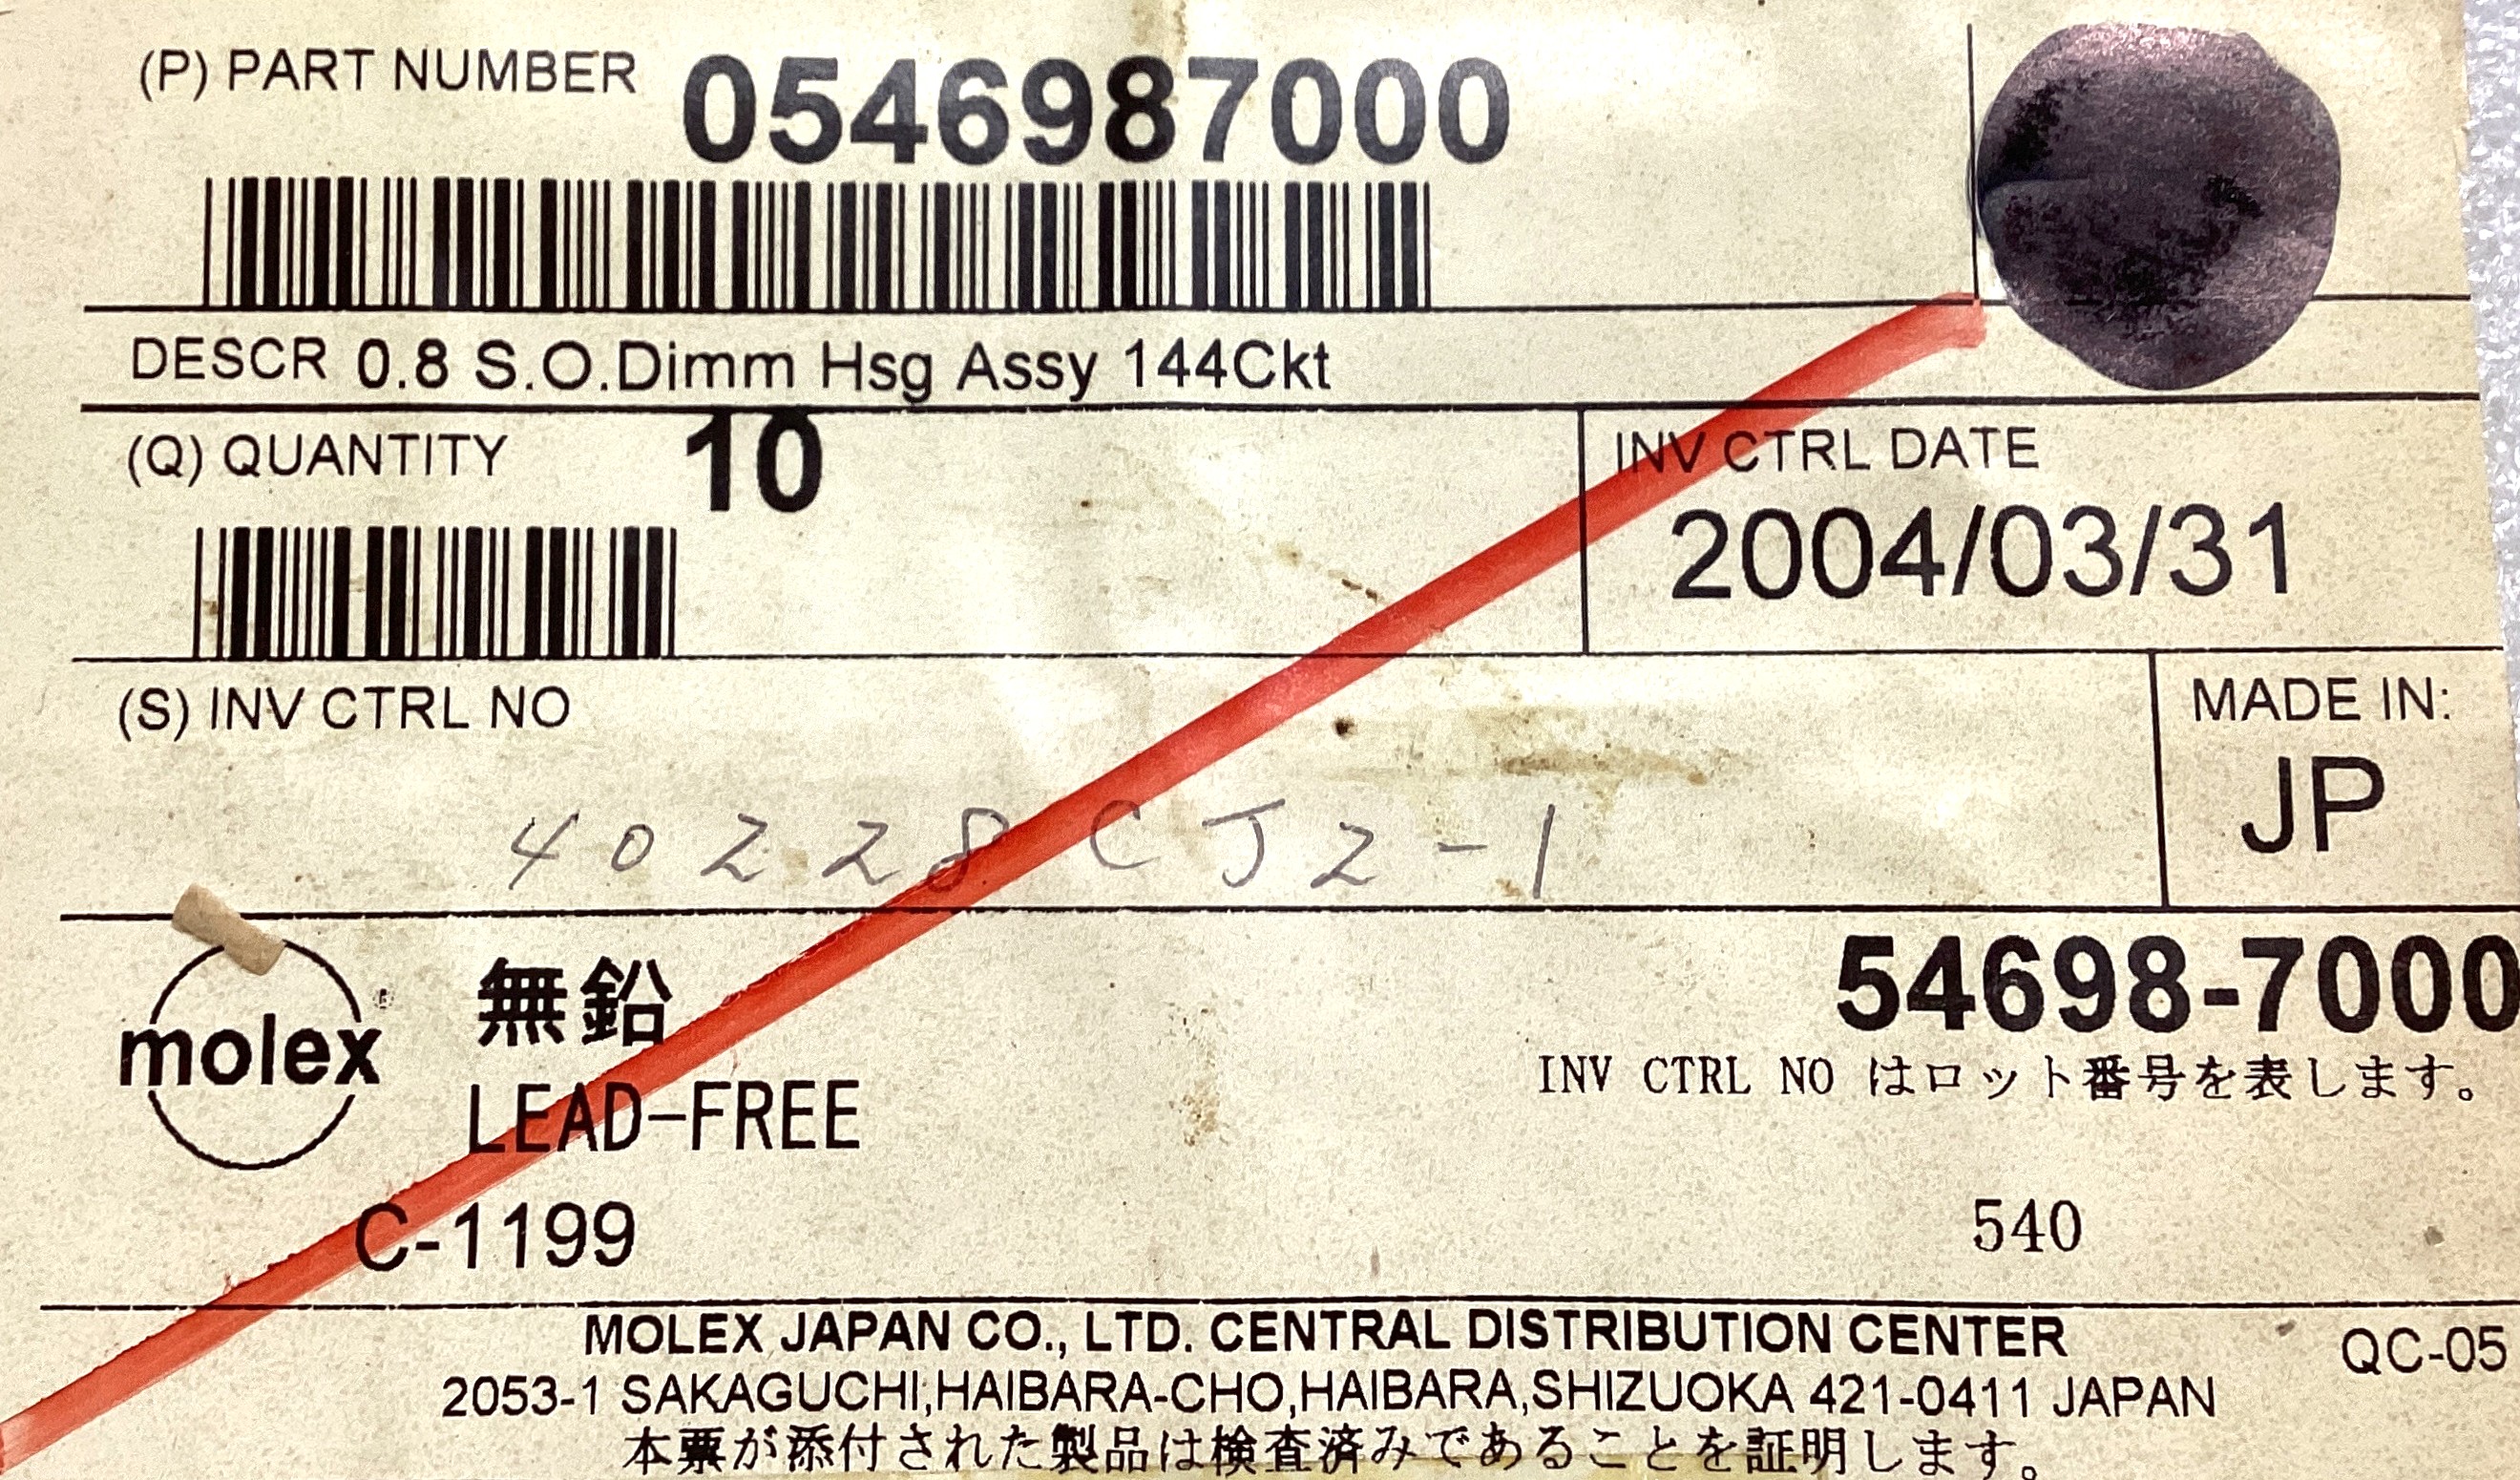 (P) PART NUMBER 0546987000
DESCR 0.8 S.O.Dimm Hsg Assy 144Ckt
(Q) QUANTITY 10
INV CTRL DATE
2004/03/31
(S) INV CTRL NO
40228CJ2-1
MADE IN:
JP
molex®
無鉛
LEAD-FREE
C-1199
54698-7000
INV CTRL NO はロット番号を表します。
540
MOLEX JAPAN CO., LTD. CENTRAL DISTRIBUTION CENTER
QC-05
2053-1 SAKAGUCHI,HAIBARA-CHO,HAIBARA,SHIZUOKA 421-0411 JAPAN
本票が添付された製品は検査済みであることを証明します。